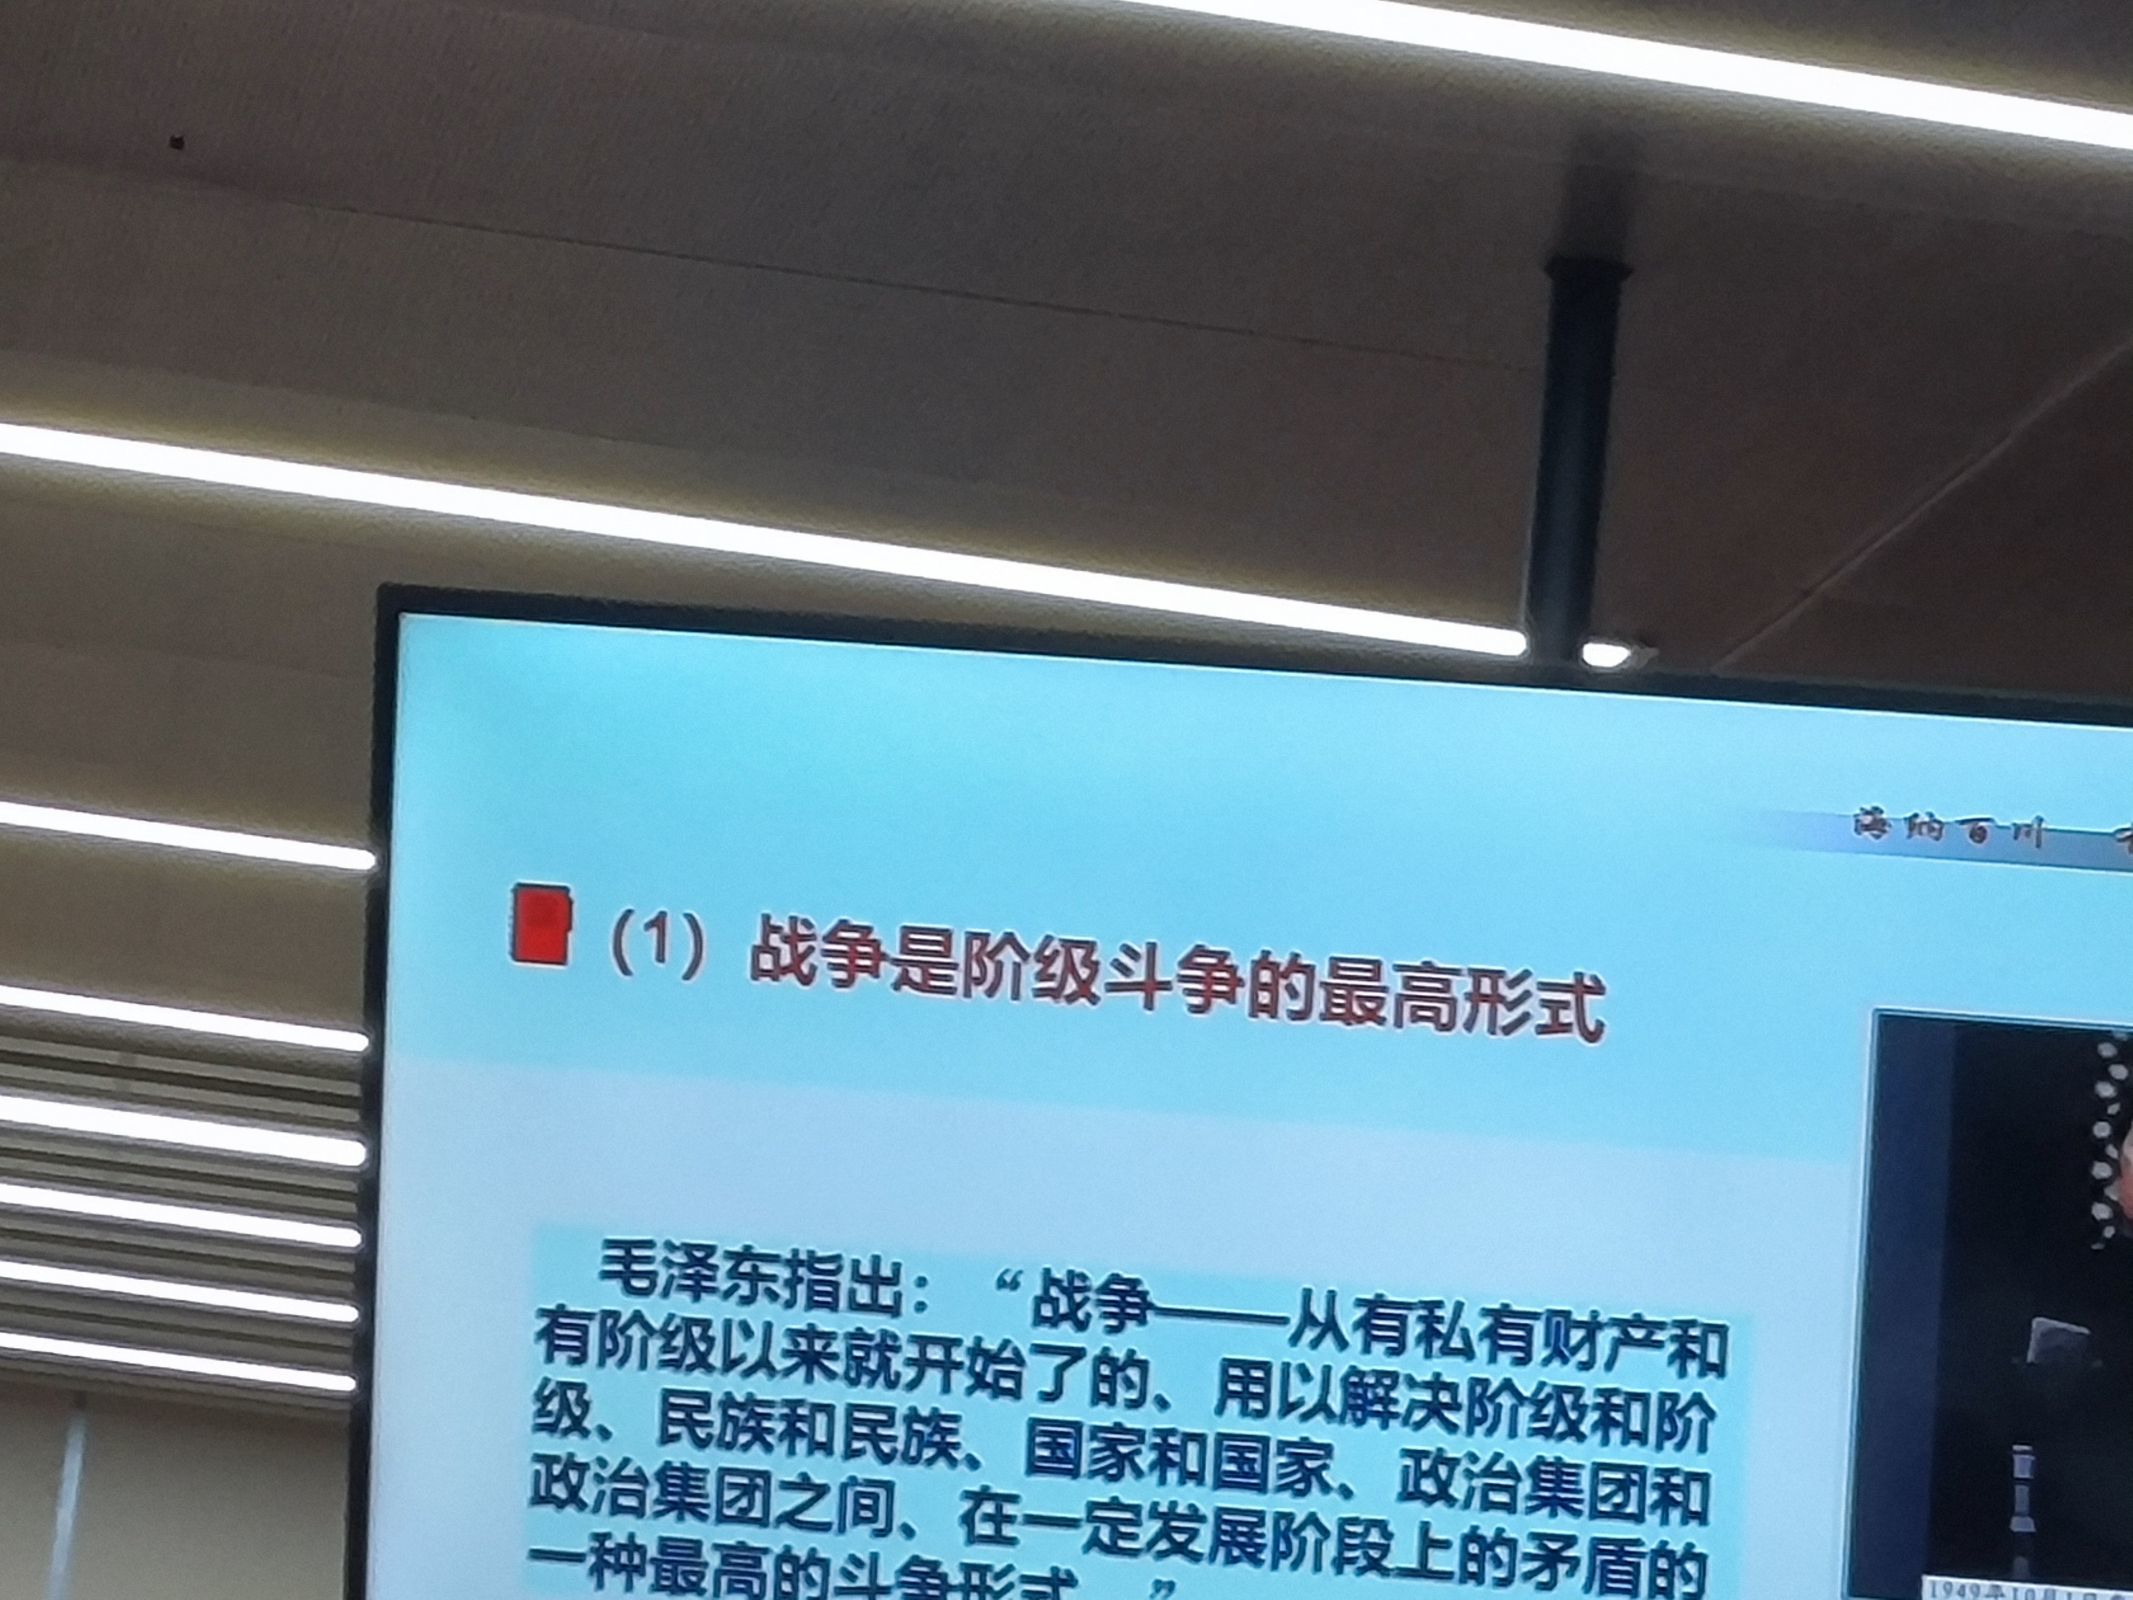 海纳百川
（1）战争是阶级斗争的最高形式
毛泽东指出：“战争——从有私有财产和
有阶级以来就开始了的、用以解决阶级和阶
级、民族和民族、国家和国家、政治集团和
政治集团之间、在一定发展阶段上的矛盾的
一种最高的斗争形式。”
1949年10月1日